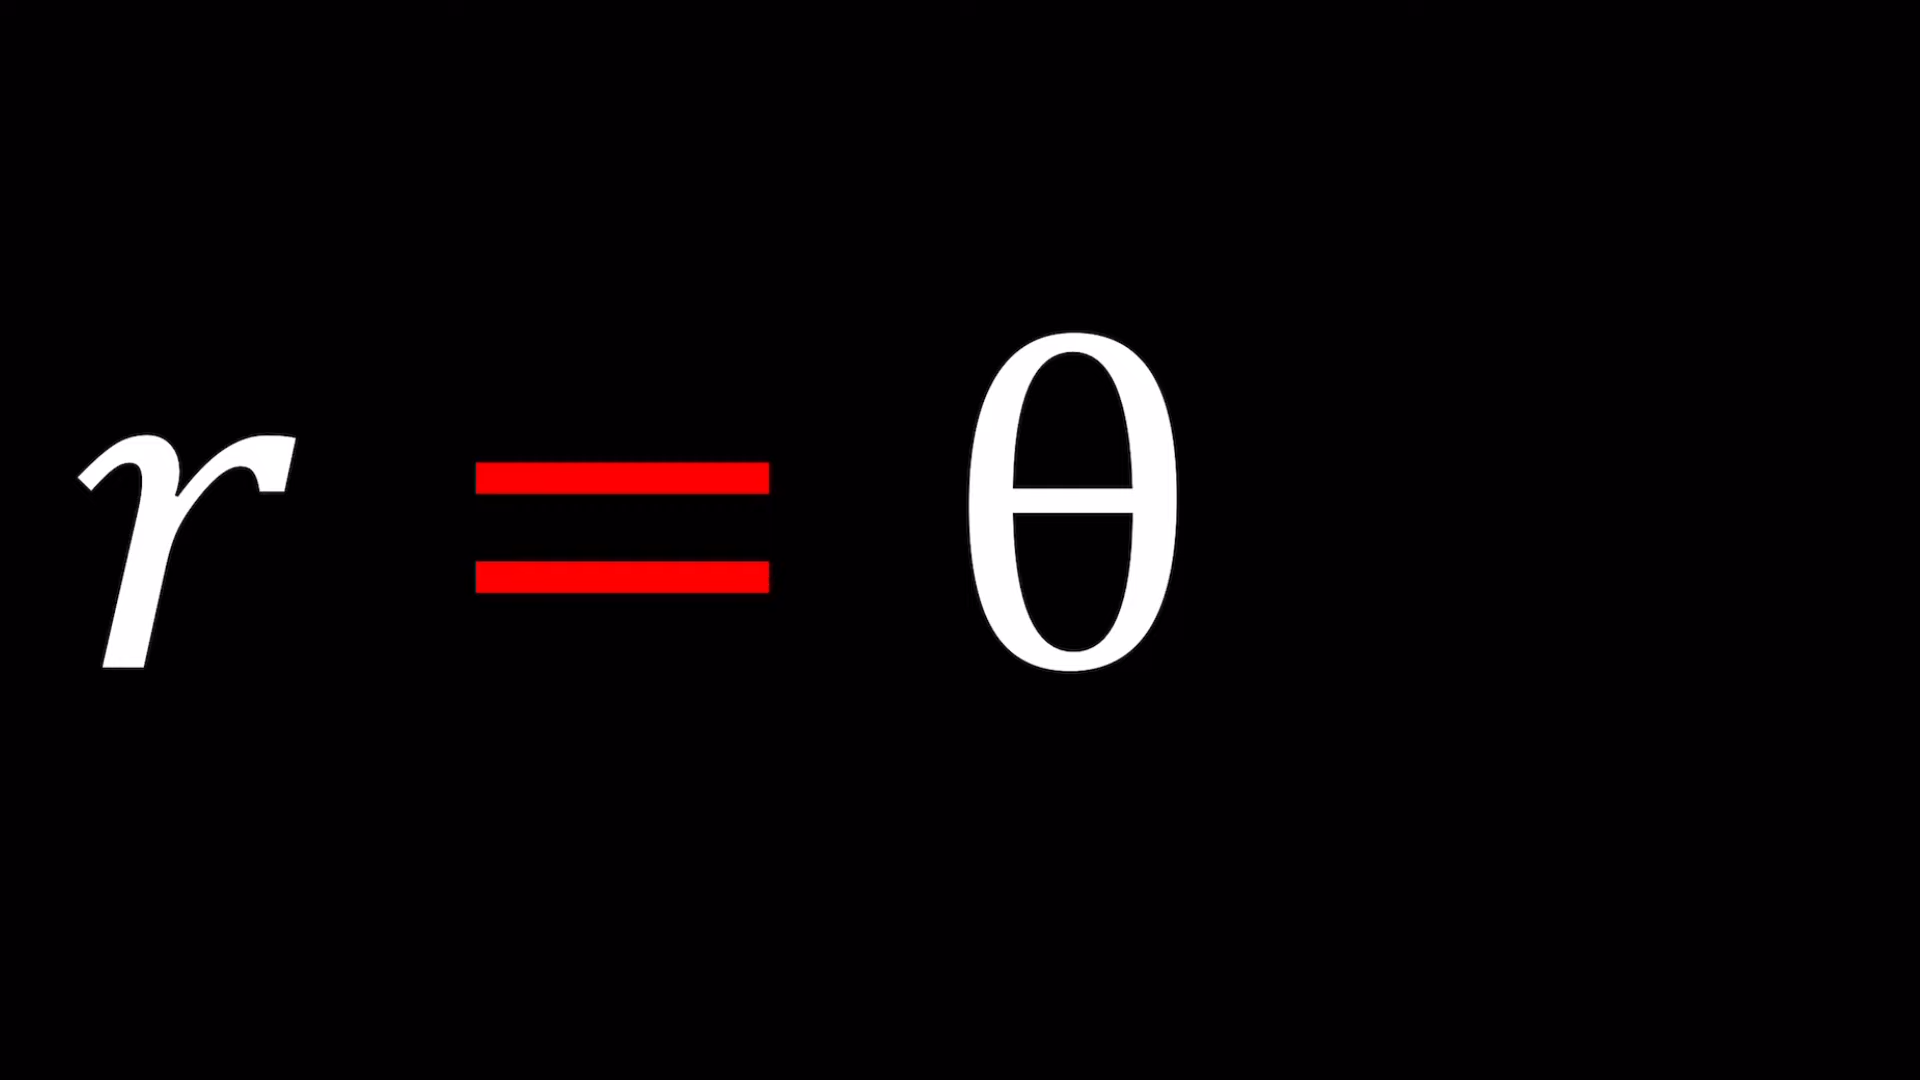 r = θ